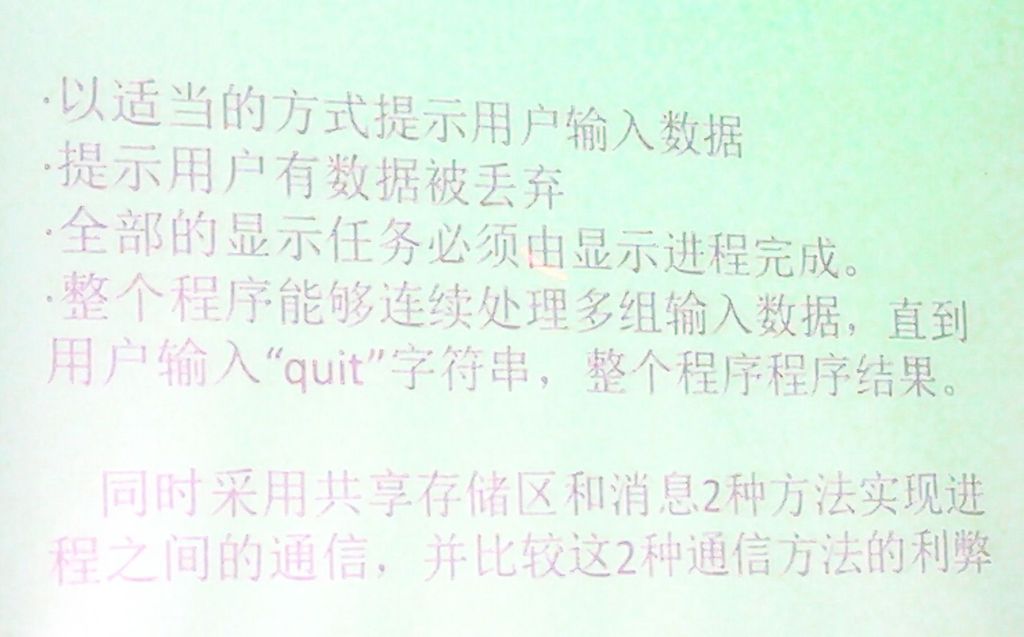 ·以适当的方式提示用户输入数据
·提示用户有数据被丢弃
·全部的显示任务必须由显示进程完成。
·整个程序能够连续处理多组输入数据，直到
用户输入“quit”字符串，整个程序程序结果。
同时采用共享存储区和消息2种方法实现进
程之间的通信，并比较这2种通信方法的利弊